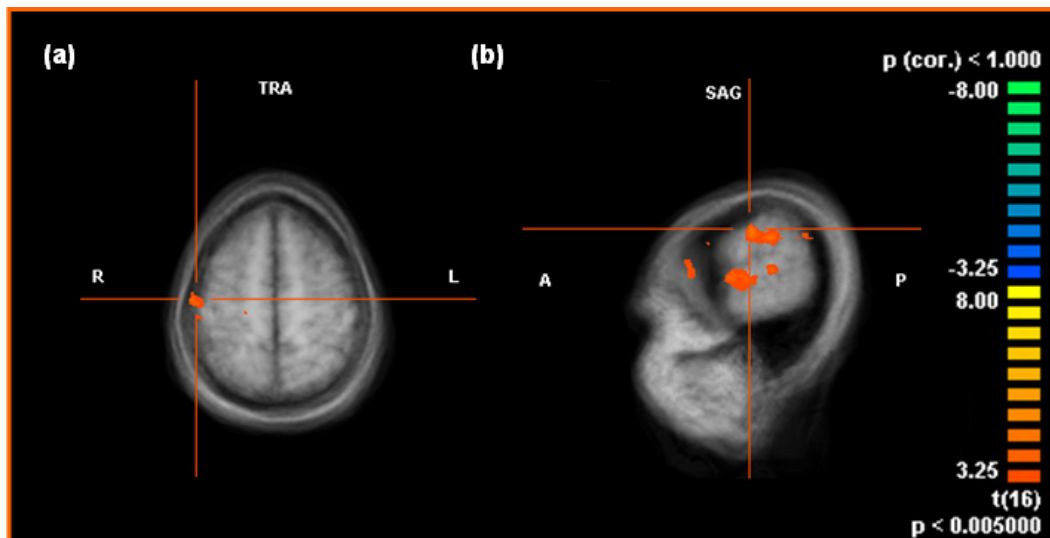 (a)
TRA
R
L
(b)
SAG
A
P
p (cor.) < 1.000
-8.00
-3.25
8.00
3.25
t(16)
p < 0.005000